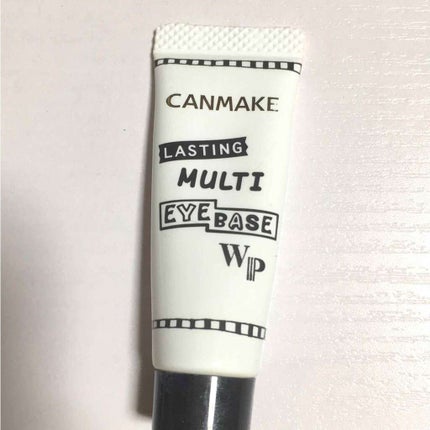 CANMAKE
LASTING
MULTI
EYE BASE
WP